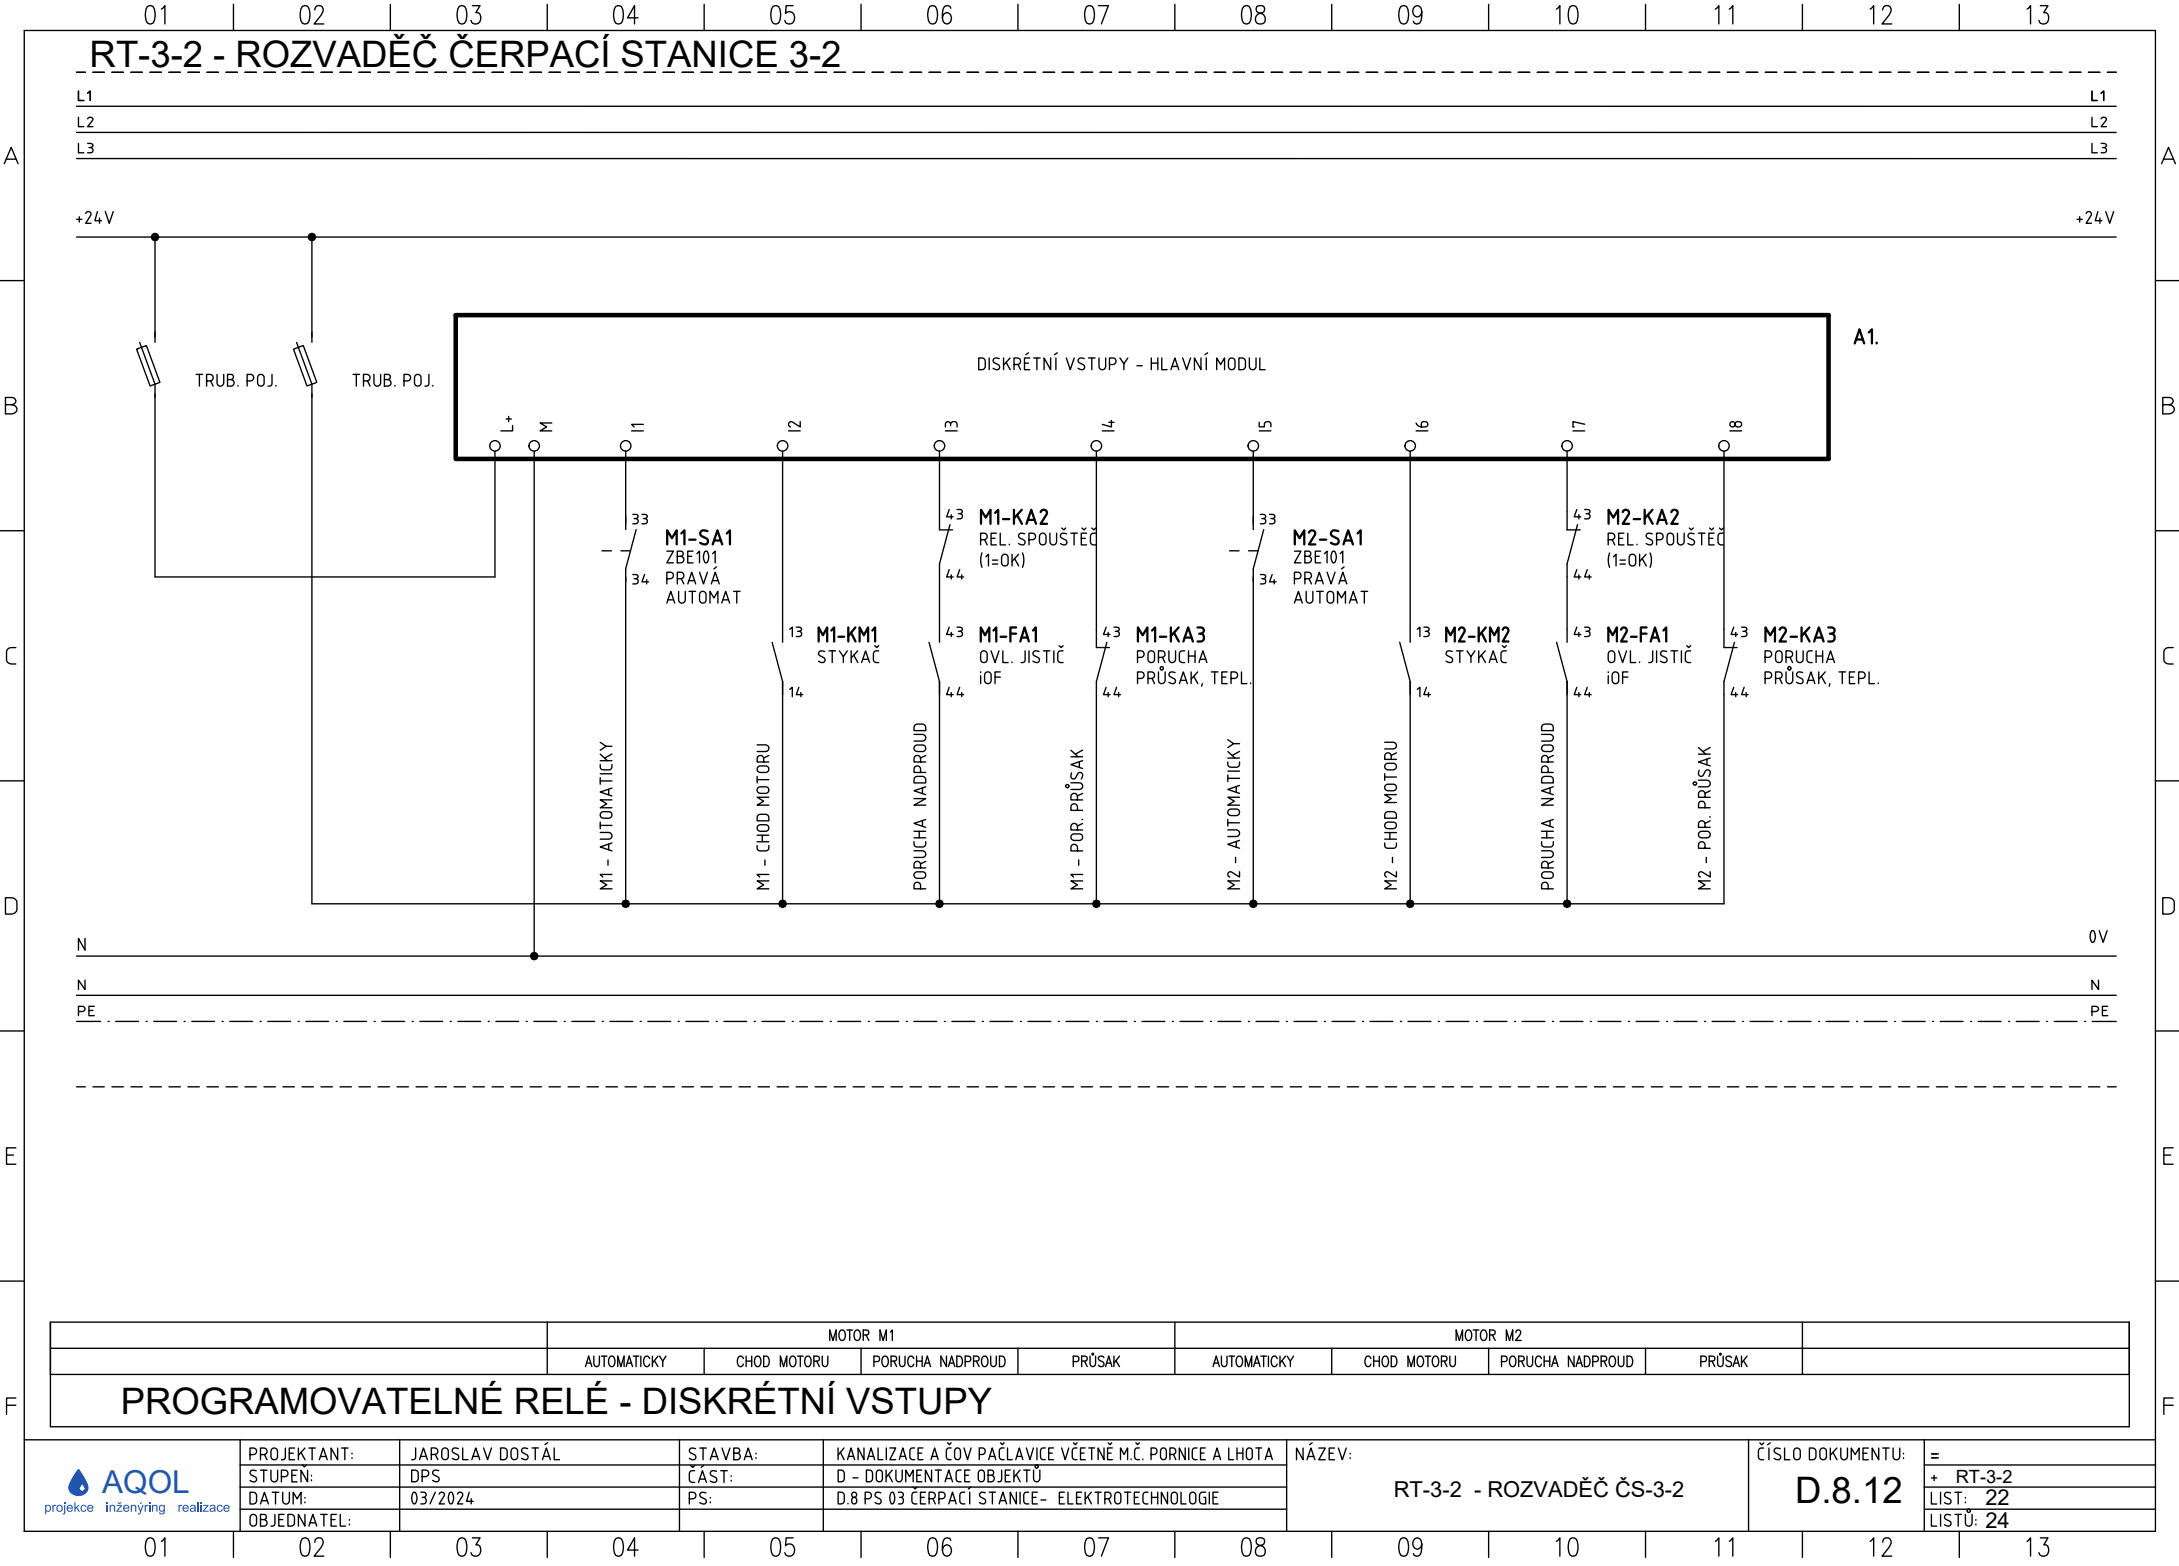 01 02 03 04 05 06 07 08 09 10 11 12 13
RT-3-2 - ROZVADĚČ ČERPACÍ STANICE 3-2
L1 L1
L2 L2
L3 L3
A A
+24V +24V
A1.
DISKRÉTNÍ VSTUPY - HLAVNÍ MODUL
TRUB. POJ. TRUB. POJ.
B B
L+ M I1 I2 I3 I4 I5 I6 I7 I8
33
M1-SA1
ZBE101
34 PRAVÁ
AUTOMAT
13 M1-KM1
STYKAČ
14
43 M1-KA2
REL. SPOUŠTĚČ
(1=OK)
44
43 M1-FA1
OVL. JISTIČ
iOF
44
43 M1-KA3
PORUCHA
PRŮSAK, TEPL.
44
33
M2-SA1
ZBE101
34 PRAVÁ
AUTOMAT
13 M2-KM2
STYKAČ
14
43 M2-KA2
REL. SPOUŠTĚČ
(1=OK)
44
43 M2-FA1
OVL. JISTIČ
iOF
44
43 M2-KA3
PORUCHA
PRŮSAK, TEPL.
44
C C
M1 - AUTOMATICKY
M1 - CHOD MOTORU
PORUCHA NADPROUD
M1 - POR. PRŮSAK
M2 - AUTOMATICKY
M2 - CHOD MOTORU
PORUCHA NADPROUD
M2 - POR. PRŮSAK
D D
N 0V
N N
PE PE
E E
MOTOR M1 MOTOR M2
AUTOMATICKY CHOD MOTORU PORUCHA NADPROUD PRŮSAK AUTOMATICKY CHOD MOTORU PORUCHA NADPROUD PRŮSAK
F F
PROGRAMOVATELNÉ RELÉ - DISKRÉTNÍ VSTUPY
AQOL
projekce inženýring realizace
PROJEKTANT: JAROSLAV DOSTÁL
STUPEŇ: DPS
DATUM: 03/2024
OBJEDNATEL:
STAVBA: KANALIZACE A ČOV PAČLAVICE VČETNĚ M.Č. PORNICE A LHOTA
ČÁST: D - DOKUMENTACE OBJEKTŮ
PS: D.8 PS 03 ČERPACÍ STANICE- ELEKTROTECHNOLOGIE
NÁZEV:
RT-3-2 - ROZVADĚČ ČS-3-2
ČÍSLO DOKUMENTU:
D.8.12
=
+ RT-3-2
LIST: 22
LISTŮ: 24
01 02 03 04 05 06 07 08 09 10 11 12 13